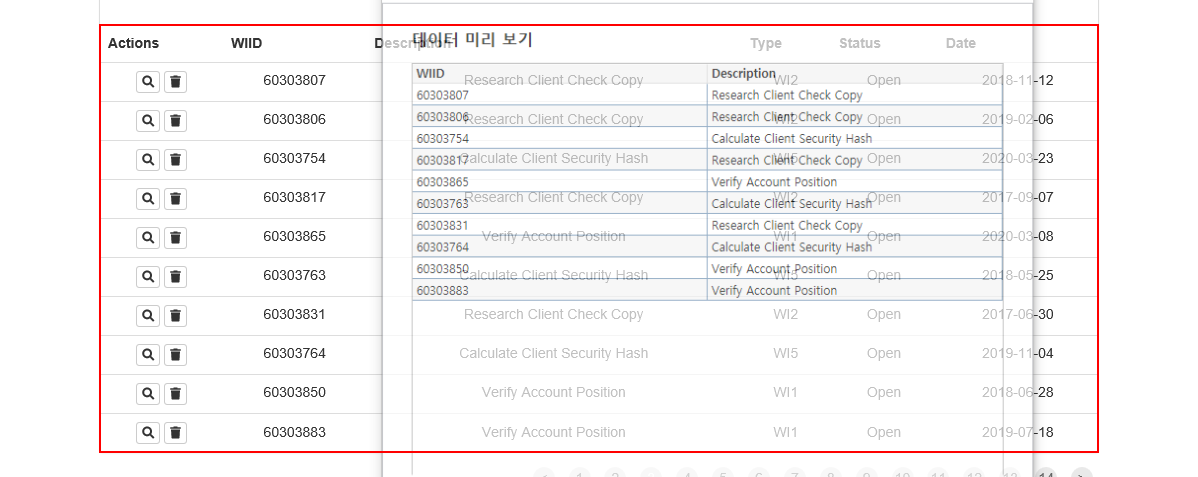 데이터 미리 보기
Actions WIID Description Type Status Date
WIID Description
60303807 Research Client Check Copy WI2 Open 2018-11-12
60303807 Research Client Check Copy
60303806 Research Client Check Copy WI2 Open 2019-02-06
60303806 Research Client Check Copy
60303754 Calculate Client Security Hash WI5 Open 2020-03-23
60303754 Calculate Client Security Hash
60303817 Research Client Check Copy WI2 Open 2017-09-07
60303817 Research Client Check Copy
60303865 Verify Account Position WI1 Open 2020-03-08
60303865 Verify Account Position
60303763 Calculate Client Security Hash WI5 Open 2018-05-25
60303763 Calculate Client Security Hash
60303831 Research Client Check Copy WI2 Open 2017-06-30
60303831 Research Client Check Copy
60303764 Calculate Client Security Hash WI5 Open 2019-11-04
60303764 Calculate Client Security Hash
60303850 Verify Account Position WI1 Open 2018-06-28
60303850 Verify Account Position
60303883 Verify Account Position WI1 Open 2019-07-18
60303883 Verify Account Position
1 2 4 5 6 7 8 9 10 11 12 13 14